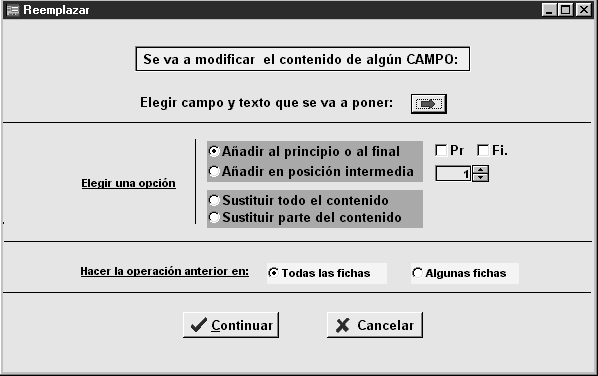 Reemplazar
Se va a modificar el contenido de algún CAMPO:
Elegir campo y texto que se va a poner:
Añadir al principio o al final
Pr
Fi.
Elegir una opción
Añadir en posición intermedia
1
Sustituir todo el contenido
Sustituir parte del contenido
Hacer la operación anterior en:
Todas las fichas
Algunas fichas
Continuar
Cancelar